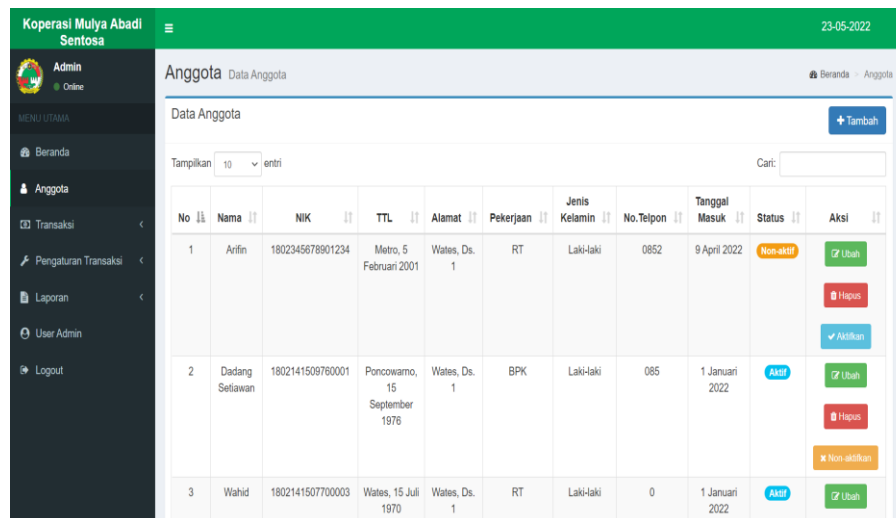 Koperasi Mulya Abadi
Sentosa
23-05-2022
Admin
Online
MENU UTAMA
Beranda
Anggota
Transaksi
Pengaturan Transaksi
Laporan
User Admin
Logout
Anggota Data Anggota
Beranda > Anggota
Data Anggota
+ Tambah
Tampilkan 10 entri
Cari:
No Nama NIK TTL Alamat Pekerjaan Jenis Kelamin No.Telpon Tanggal Masuk Status Aksi
1 Arifin 1802345678901234 Metro, 5 Februari 2001 Wates, Ds. 1 RT Laki-laki 0852 9 April 2022 Non-aktif
Ubah
Hapus
Aktifkan
2 Dadang Setiawan 1802141509760001 Poncowarno, 15 September 1976 Wates, Ds. 1 BPK Laki-laki 085 1 Januari 2022 Aktif
Ubah
Hapus
Non-aktifkan
3 Wahid 1802141507700003 Wates, 15 Juli 1970 Wates, Ds. 1 RT Laki-laki 0 1 Januari 2022 Aktif
Ubah